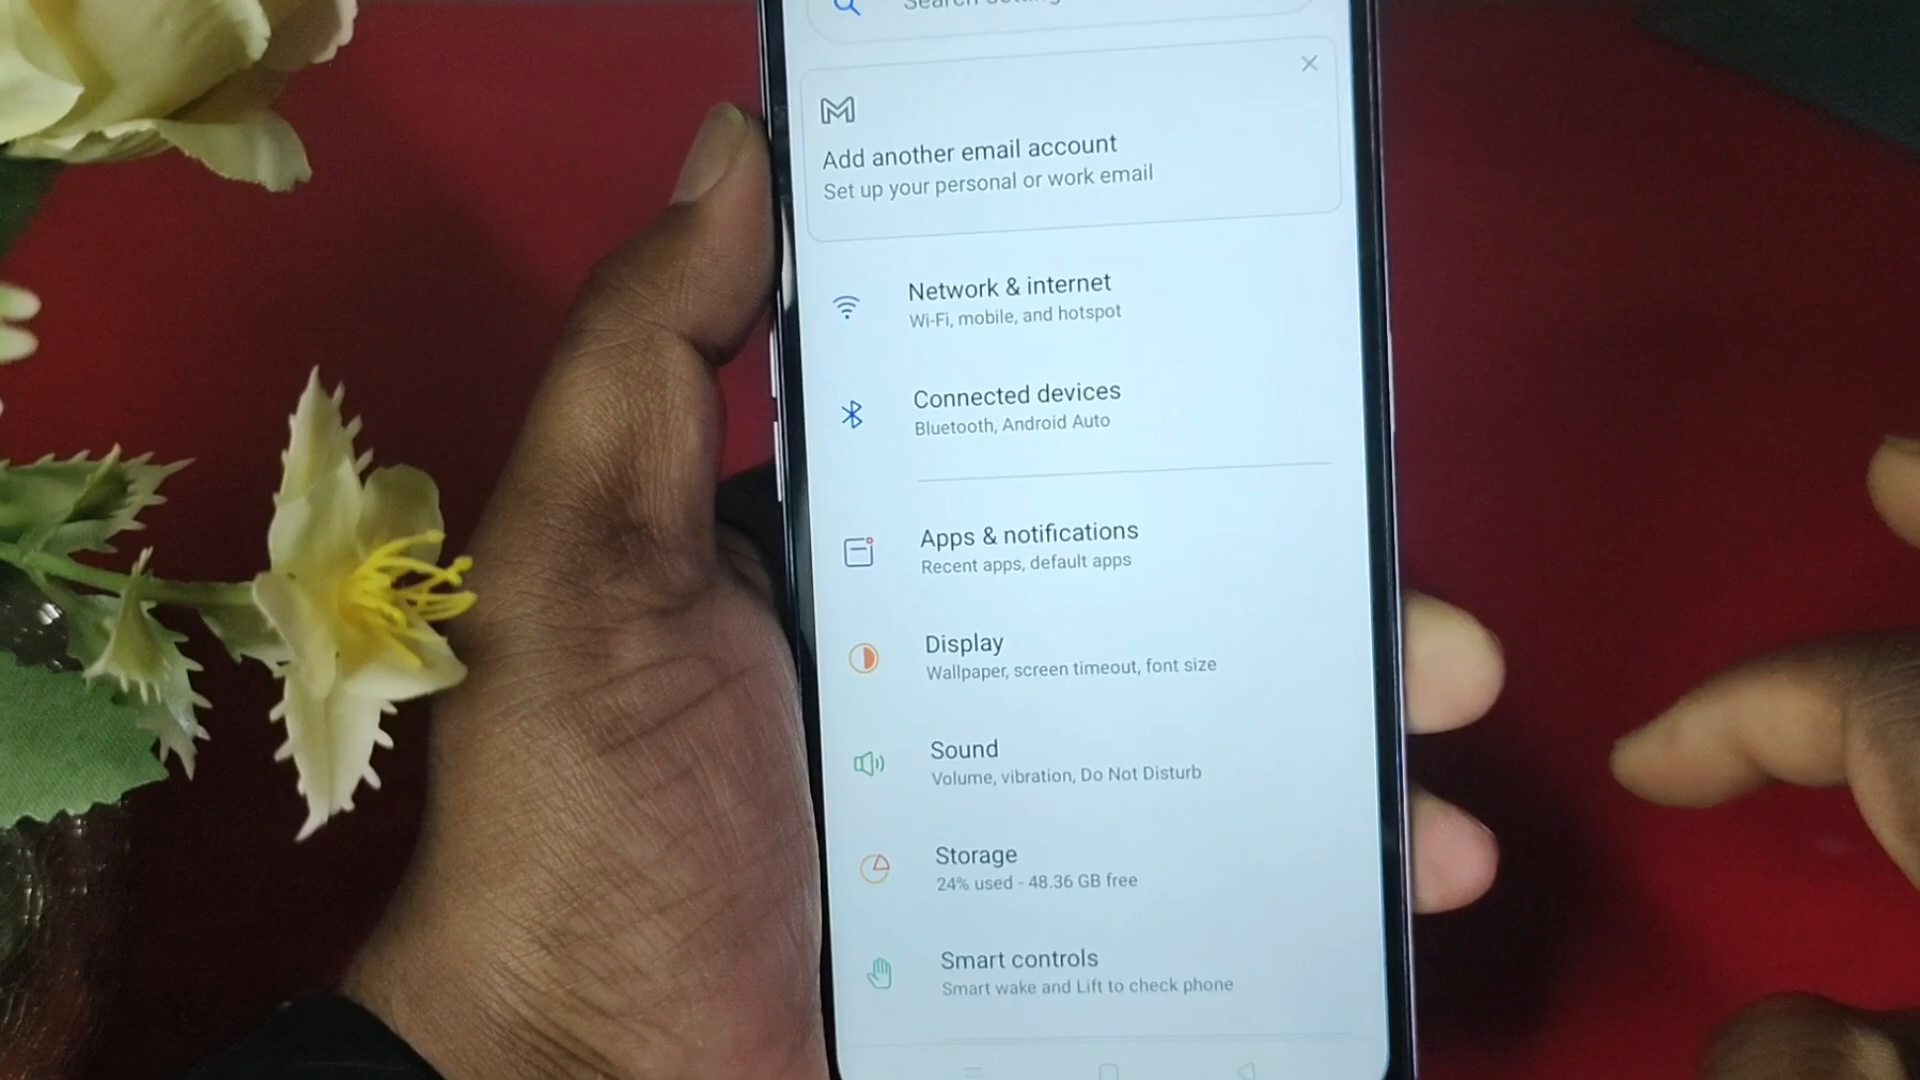 Search
Add another email account
Set up your personal or work email
Network & internet
Wi-Fi, mobile, and hotspot
Connected devices
Bluetooth, Android Auto
Apps & notifications
Recent apps, default apps
Display
Wallpaper, screen timeout, font size
Sound
Volume, vibration, Do Not Disturb
Storage
24% used - 48.36 GB free
Smart controls
Smart wake and Lift to check phone